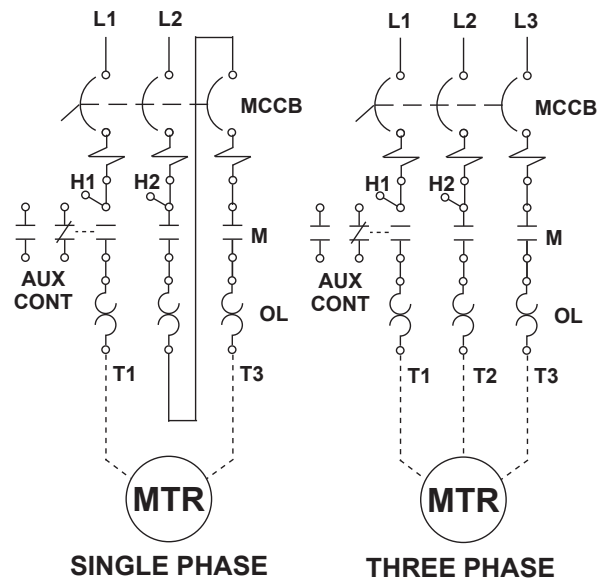 L1 L2
MCCB
H1 H2
M
AUX
CONT
OL
T1 T3
MTR
SINGLE PHASE
L1 L2 L3
MCCB
H1 H2
M
AUX
CONT
OL
T1 T2 T3
MTR
THREE PHASE